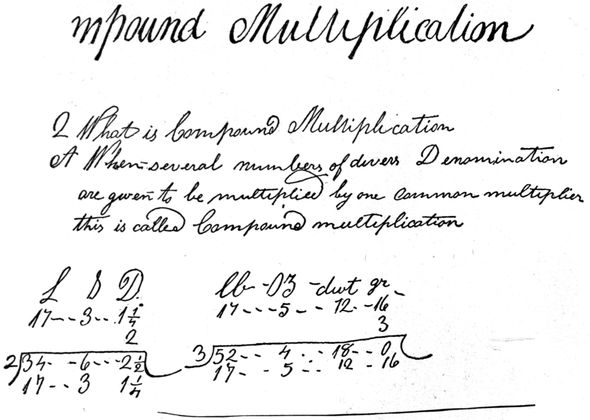 mpound Multiplication
Q What is Compound Multiplication
A When several numbers of divers Denomination
are given to be multiplied by one common multiplier
this is called Compound multiplication
L S D. lb - oz - dwt gr
17 -- 3 -- 1 1/4 17 -- 5 -- 12 -- 16
2 3
2) 34 -- 6 -- 2 1/2 3) 52 -- 4 -- 18 -- 0
17 -- 3 1 1/4 17 -- 5 -- 12 - 16